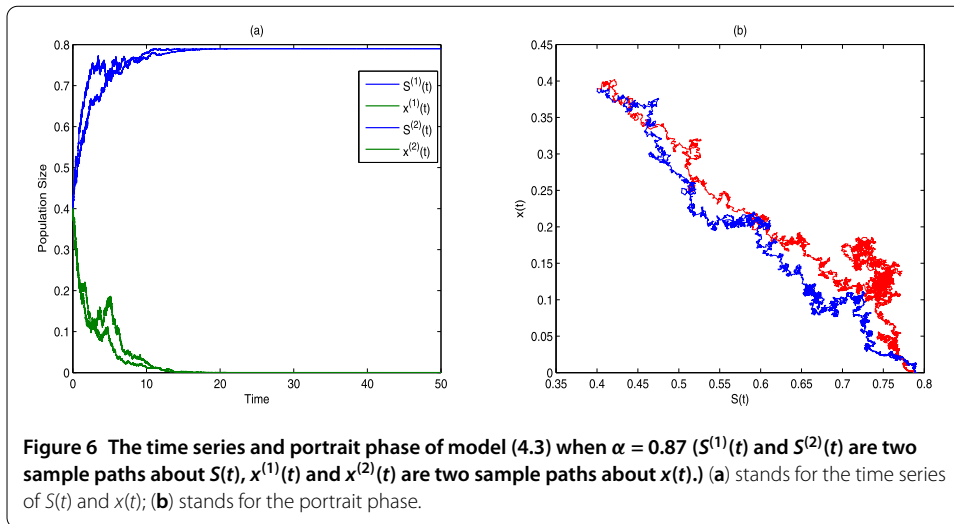 (a)
0.8
0.7
0.6
0.5
0.4
0.3
0.2
0.1
0
Population Size
0 10 20 30 40 50
Time
S(1)(t)
x(1)(t)
S(2)(t)
x(2)(t)
(b)
0.45
0.4
0.35
0.3
0.25
0.2
0.15
0.1
0.05
0
x(t)
0.35 0.4 0.45 0.5 0.55 0.6 0.65 0.7 0.75 0.8
S(t)
Figure 6 The time series and portrait phase of model (4.3) when α = 0.87 (S(1)(t) and S(2)(t) are two
sample paths about S(t), x(1)(t) and x(2)(t) are two sample paths about x(t).) (a) stands for the time series
of S(t) and x(t); (b) stands for the portrait phase.